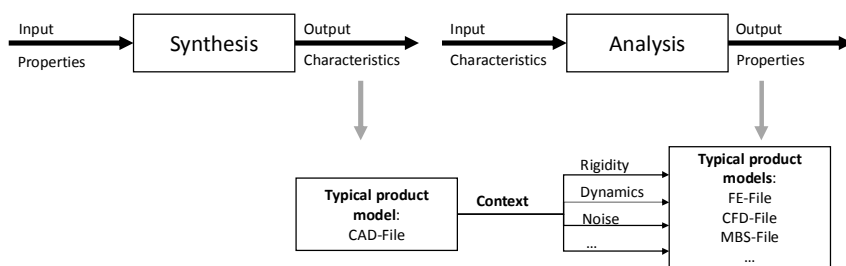 Input
Properties
Synthesis
Output
Characteristics
Input
Characteristics
Analysis
Output
Properties
Typical product
model:
CAD-File
Context
Rigidity
Dynamics
Noise
...
Typical product
models:
FE-File
CFD-File
MBS-File
...